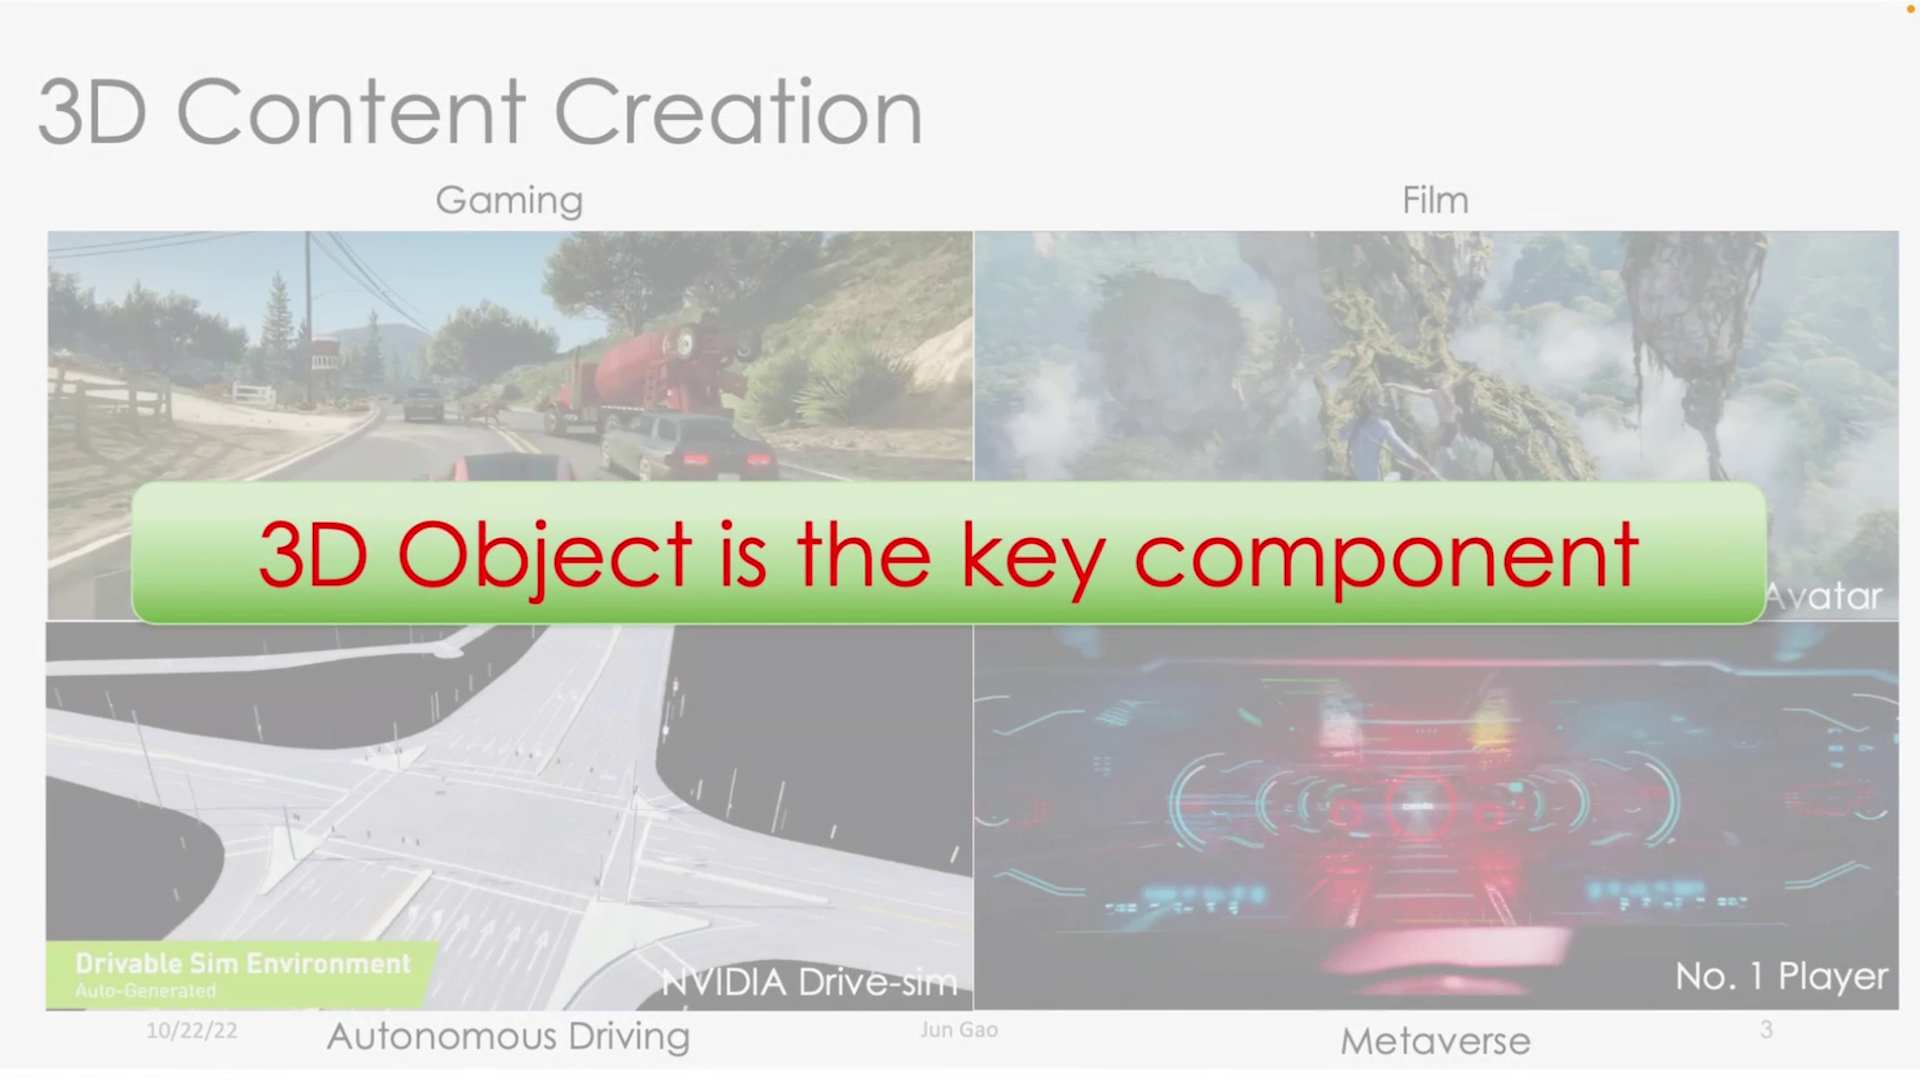 3D Content Creation
Gaming
Film
3D Object is the key component
Avatar
Drivable Sim Environment
Auto-Generated
NVIDIA Drive-sim
No. 1 Player
10/22/22
Autonomous Driving
Jun Gao
Metaverse
3